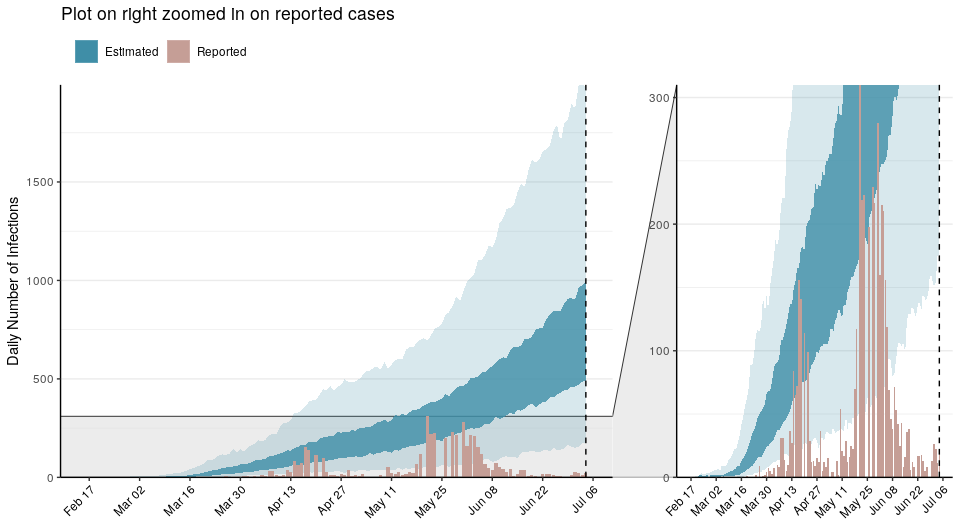 Plot on right zoomed in on reported cases
Estimated Reported
Daily Number of Infections
1500
1000
500
0
Feb 17 Mar 02 Mar 16 Mar 30 Apr 13 Apr 27 May 11 May 25 Jun 08 Jun 22 Jul 06
300
200
100
0
Feb 17 Mar 02 Mar 16 Mar 30 Apr 13 Apr 27 May 11 May 25 Jun 08 Jun 22 Jul 06